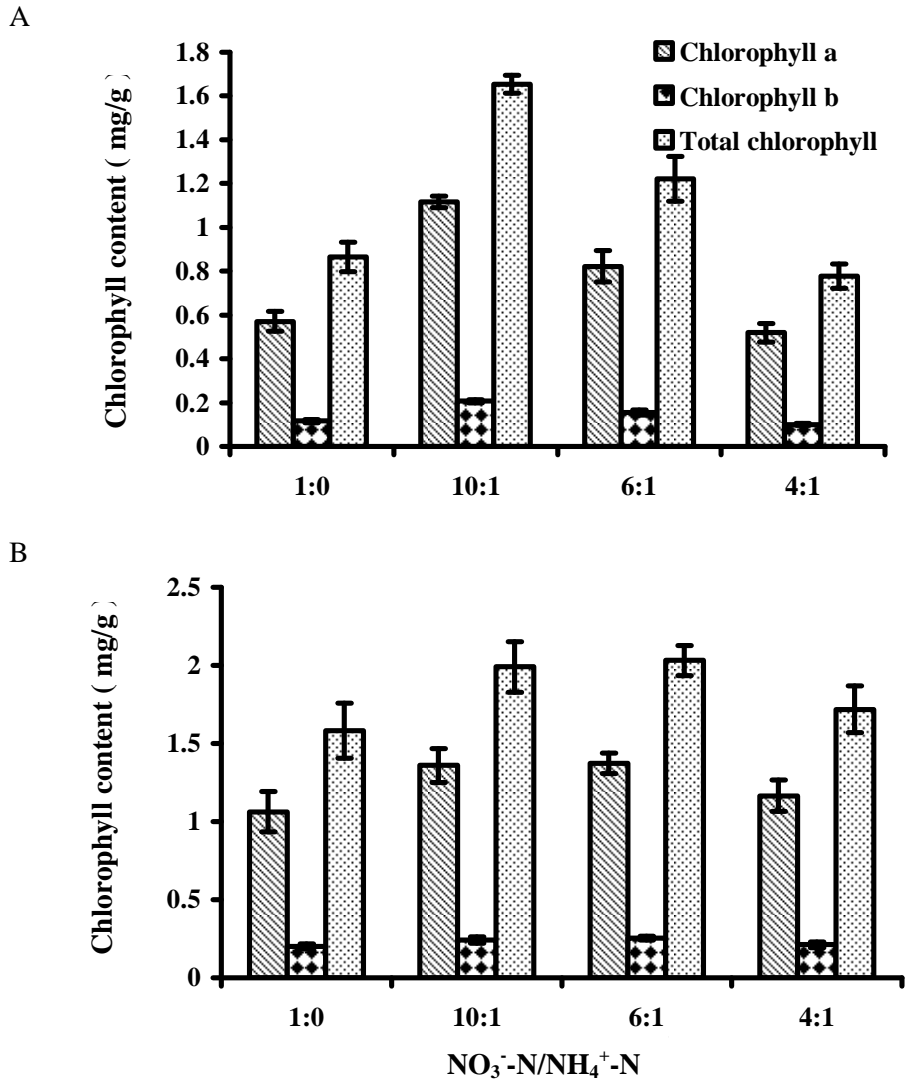 A
Chlorophyll content ( mg/g )
1.8
1.6
1.4
1.2
1
0.8
0.6
0.4
0.2
0
Chlorophyll a
Chlorophyll b
Total chlorophyll
1:0 10:1 6:1 4:1
B
Chlorophyll content ( mg/g )
2.5
2
1.5
1
0.5
0
1:0 10:1 6:1 4:1
NO₃⁻-N/NH₄⁺-N